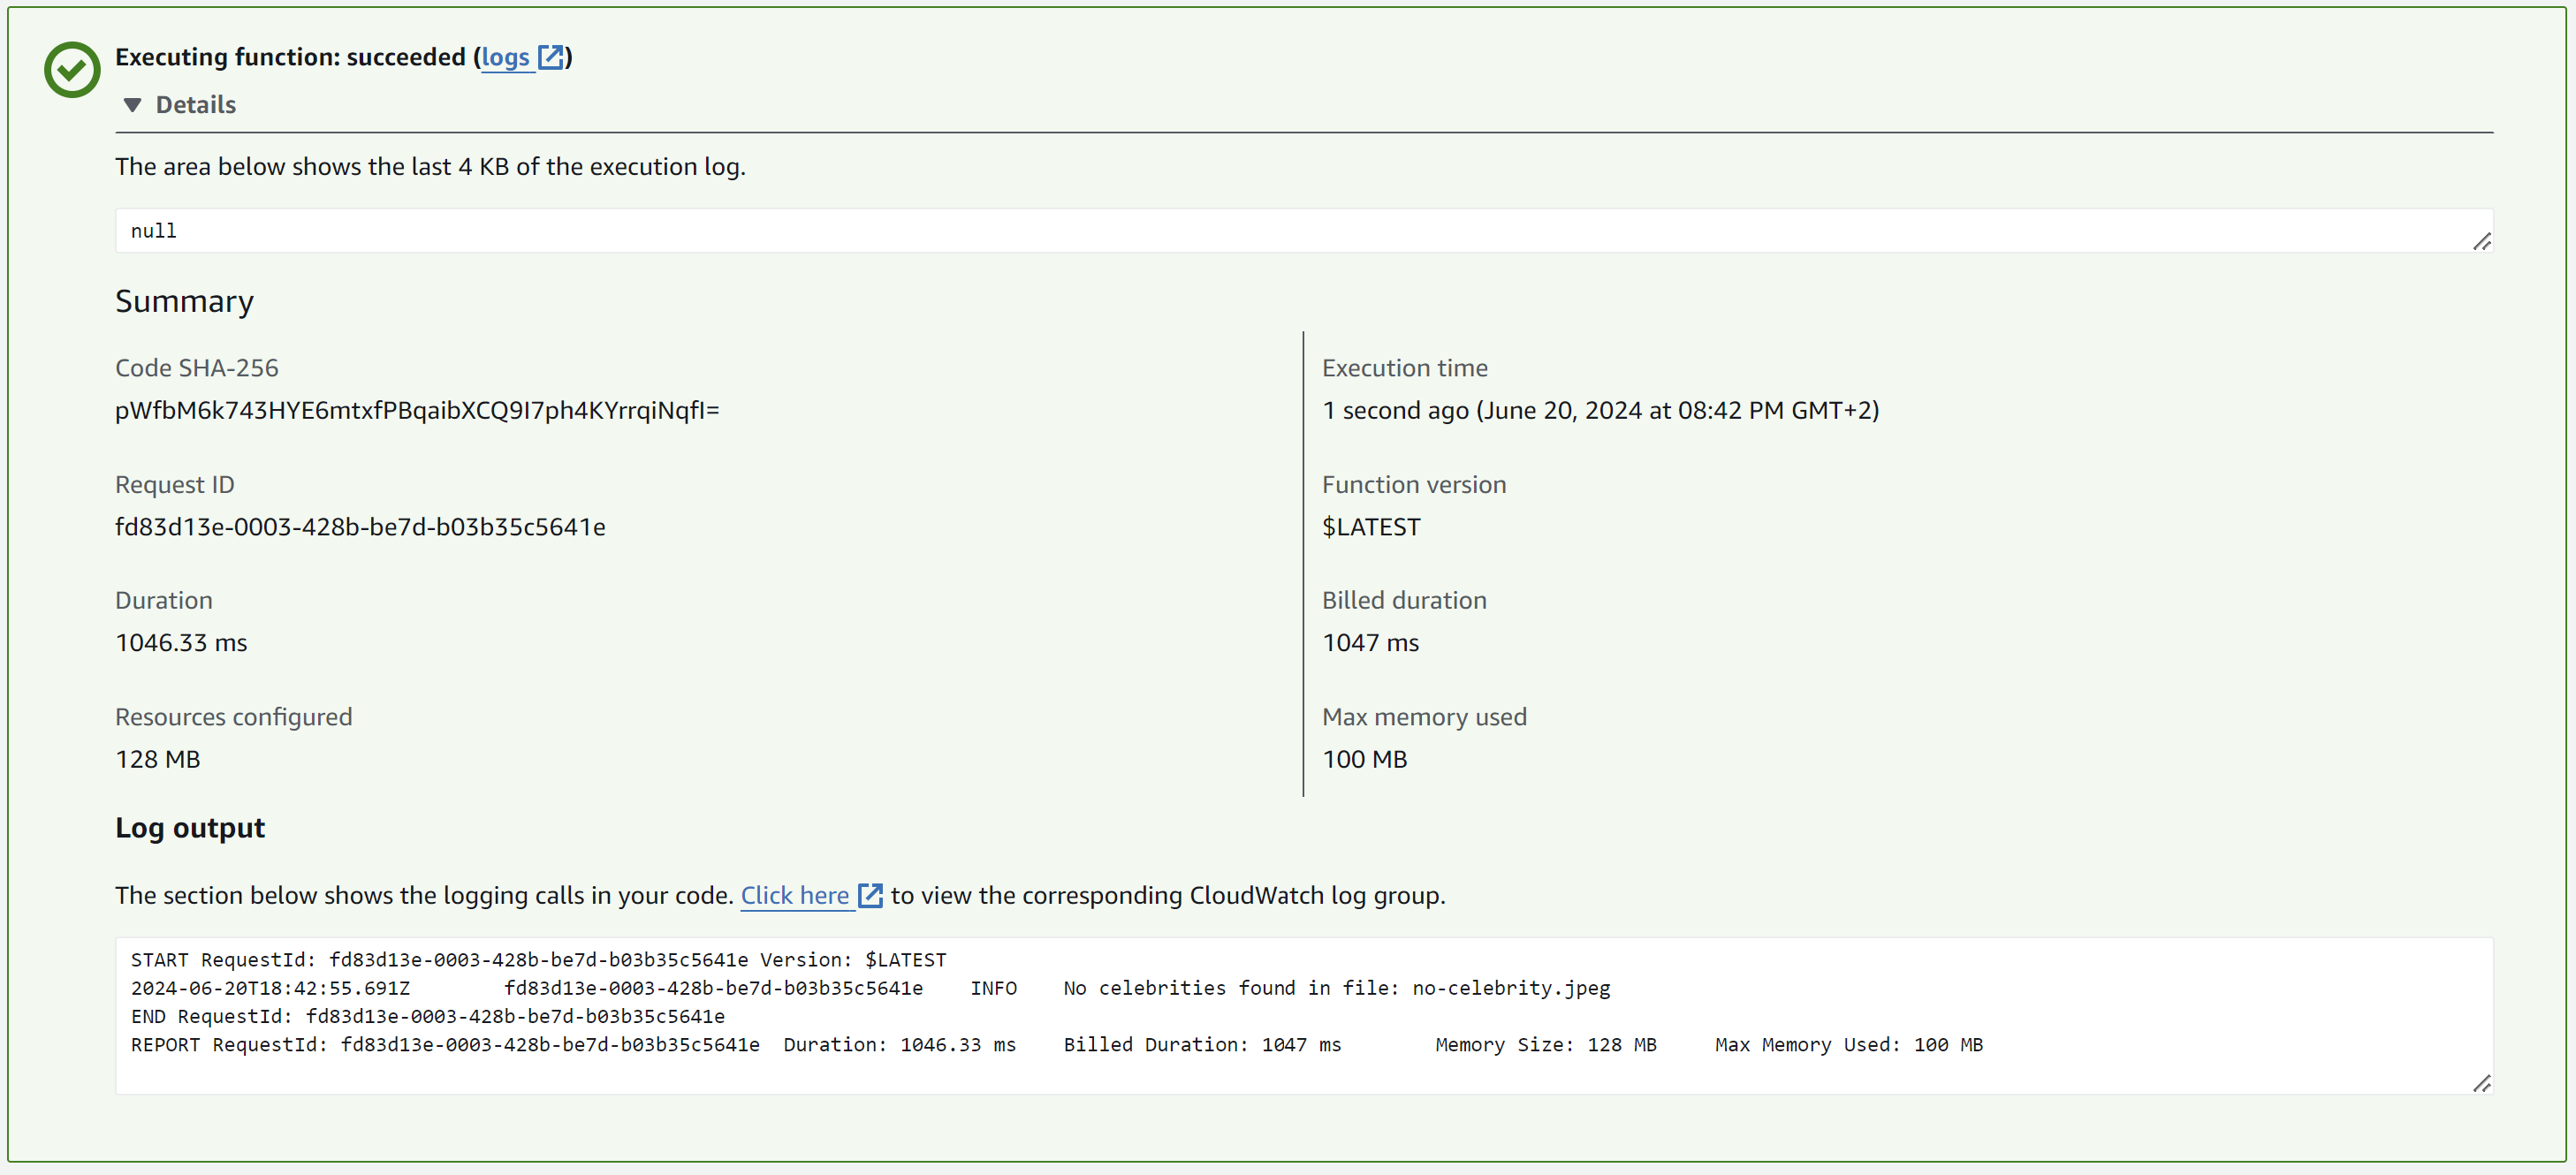 Executing function: succeeded (logs)
Details
The area below shows the last 4 KB of the execution log.
null
Summary
Code SHA-256
pWfbM6k743HYE6mtxfPBqaibXCQ9I7ph4KYrrqiNqfI=
Execution time
1 second ago (June 20, 2024 at 08:42 PM GMT+2)
Request ID
fd83d13e-0003-428b-be7d-b03b35c5641e
Function version
$LATEST
Duration
1046.33 ms
Billed duration
1047 ms
Resources configured
128 MB
Max memory used
100 MB
Log output
The section below shows the logging calls in your code. Click here to view the corresponding CloudWatch log group.
START RequestId: fd83d13e-0003-428b-be7d-b03b35c5641e Version: $LATEST
2024-06-20T18:42:55.691Z fd83d13e-0003-428b-be7d-b03b35c5641e INFO No celebrities found in file: no-celebrity.jpeg
END RequestId: fd83d13e-0003-428b-be7d-b03b35c5641e
REPORT RequestId: fd83d13e-0003-428b-be7d-b03b35c5641e Duration: 1046.33 ms Billed Duration: 1047 ms Memory Size: 128 MB Max Memory Used: 100 MB